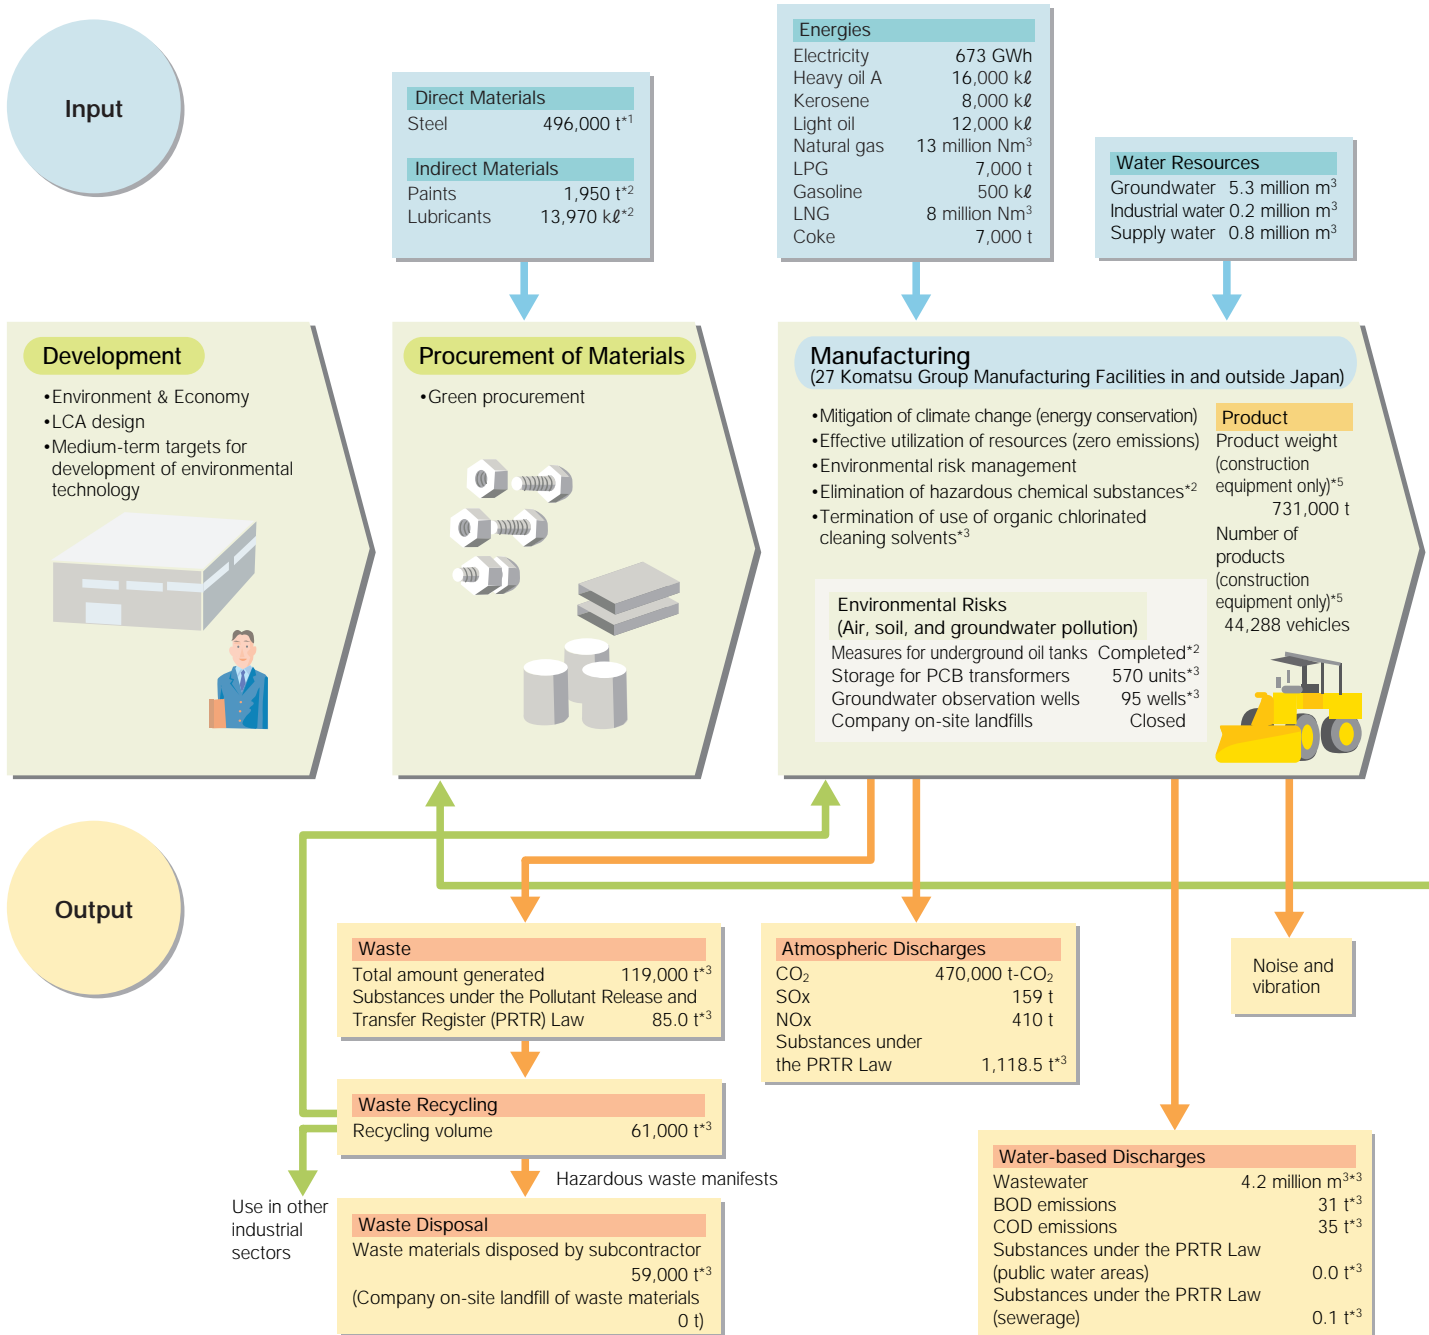 Input
Direct Materials
Steel 496,000 t*1
Indirect Materials
Paints 1,950 t*2
Lubricants 13,970 kℓ*2
Energies
Electricity 673 GWh
Heavy oil A 16,000 kℓ
Kerosene 8,000 kℓ
Light oil 12,000 kℓ
Natural gas 13 million Nm³
LPG 7,000 t
Gasoline 500 kℓ
LNG 8 million Nm³
Coke 7,000 t
Water Resources
Groundwater 5.3 million m³
Industrial water 0.2 million m³
Supply water 0.8 million m³
Development
•Environment & Economy
•LCA design
•Medium-term targets for
development of environmental
technology
Procurement of Materials
•Green procurement
Manufacturing
(27 Komatsu Group Manufacturing Facilities in and outside Japan)
•Mitigation of climate change (energy conservation)
•Effective utilization of resources (zero emissions)
•Environmental risk management
•Elimination of hazardous chemical substances*2
•Termination of use of organic chlorinated
cleaning solvents*3
Product
Product weight
(construction
equipment only)*5
731,000 t
Number of
products
(construction
equipment only)*5
44,288 vehicles
Environmental Risks
(Air, soil, and groundwater pollution)
Measures for underground oil tanks Completed*2
Storage for PCB transformers 570 units*3
Groundwater observation wells 95 wells*3
Company on-site landfills Closed
Output
Waste
Total amount generated 119,000 t*3
Substances under the Pollutant Release and
Transfer Register (PRTR) Law 85.0 t*3
Waste Recycling
Recycling volume 61,000 t*3
Hazardous waste manifests
Use in other
industrial
sectors
Waste Disposal
Waste materials disposed by subcontractor
59,000 t*3
(Company on-site landfill of waste materials
0 t)
Atmospheric Discharges
CO₂ 470,000 t-CO₂
SOx 159 t
NOx 410 t
Substances under
the PRTR Law 1,118.5 t*3
Noise and
vibration
Water-based Discharges
Wastewater 4.2 million m³*3
BOD emissions 31 t*3
COD emissions 35 t*3
Substances under the PRTR Law
(public water areas) 0.0 t*3
Substances under the PRTR Law
(sewerage) 0.1 t*3